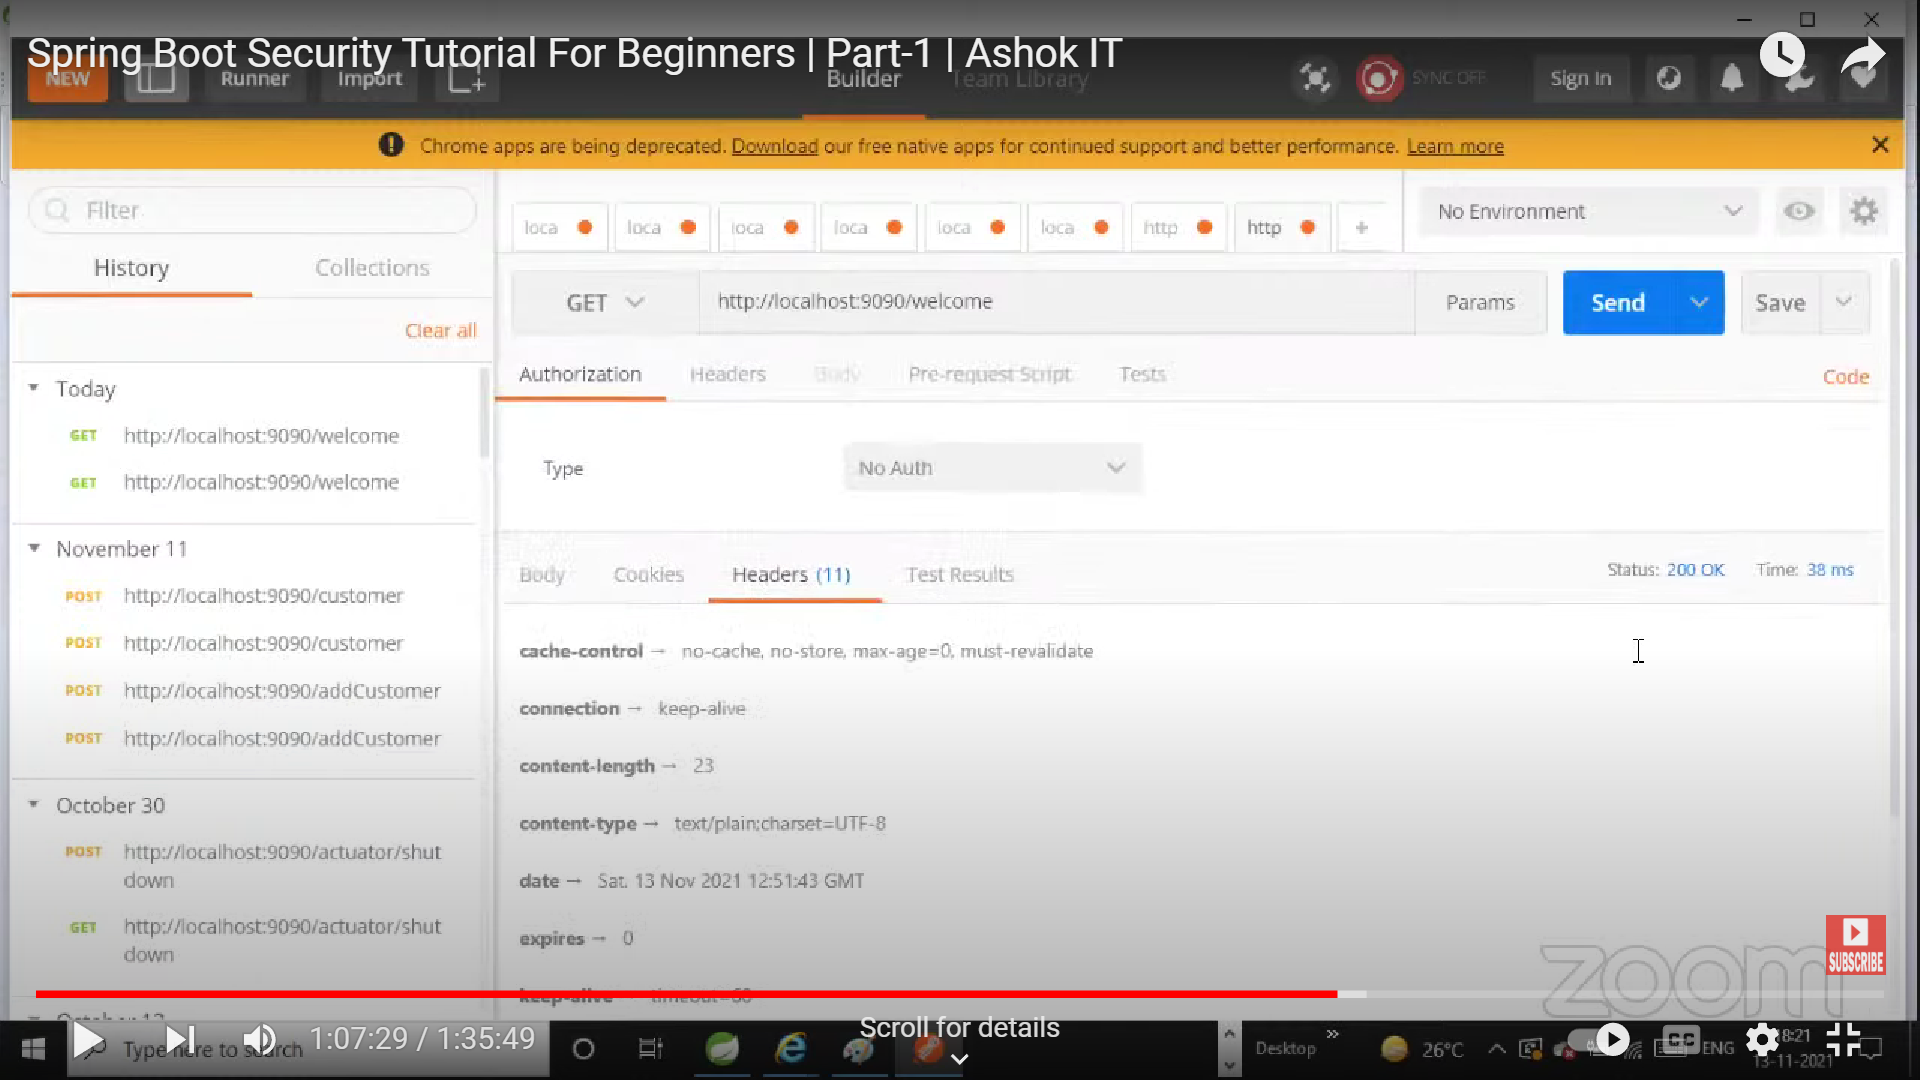 Spring Boot Security Tutorial For Beginners | Part-1 | Ashok IT
NEW Runner Import Builder Team Library SYNC OFF Sign In
Chrome apps are being deprecated. Download our free native apps for continued support and better performance. Learn more
Filter
loca loca loca loca loca loca http http + No Environment
History Collections
GET http://localhost:9090/welcome Params Send Save
Clear all
Authorization Headers Body Pre-request Script Tests Code
Today
GET http://localhost:9090/welcome
GET http://localhost:9090/welcome
Type No Auth
November 11
POST http://localhost:9090/customer
POST http://localhost:9090/customer
POST http://localhost:9090/addCustomer
POST http://localhost:9090/addCustomer
October 30
POST http://localhost:9090/actuator/shut
down
GET http://localhost:9090/actuator/shut
down
Body Cookies Headers (11) Test Results Status: 200 OK Time: 38 ms
cache-control → no-cache, no-store, max-age=0, must-revalidate
connection → keep-alive
content-length → 23
content-type → text/plain;charset=UTF-8
date → Sat, 13 Nov 2021 12:51:43 GMT
expires → 0
keep-alive → timeout=60
zoom
SUBSCRIBE
Type here to search
1:07:29 / 1:35:49
Scroll for details
Desktop » 26°C CC ENG 18:21
13-11-2021